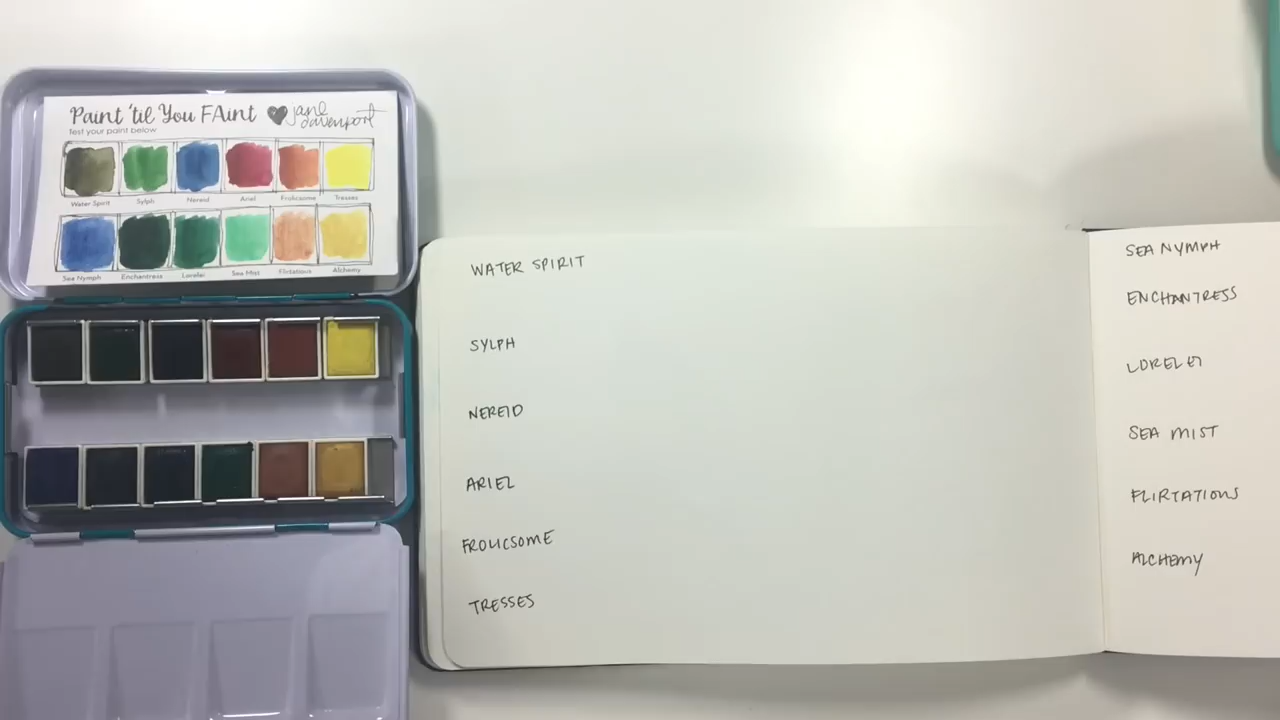 Paint 'til You FAint jane davenport
test your paint below
Water Spirit Sylph Nereid Ariel Frolicsome Tresses
Sea Nymph Enchantress Lorelei Sea Mist Flirtations Alchemy
WATER SPIRIT
SYLPH
NEREID
ARIEL
FROLICSOME
TRESSES
SEA NYMPH
ENCHANTRESS
LORELEI
SEA MIST
FLIRTATIONS
ALCHEMY